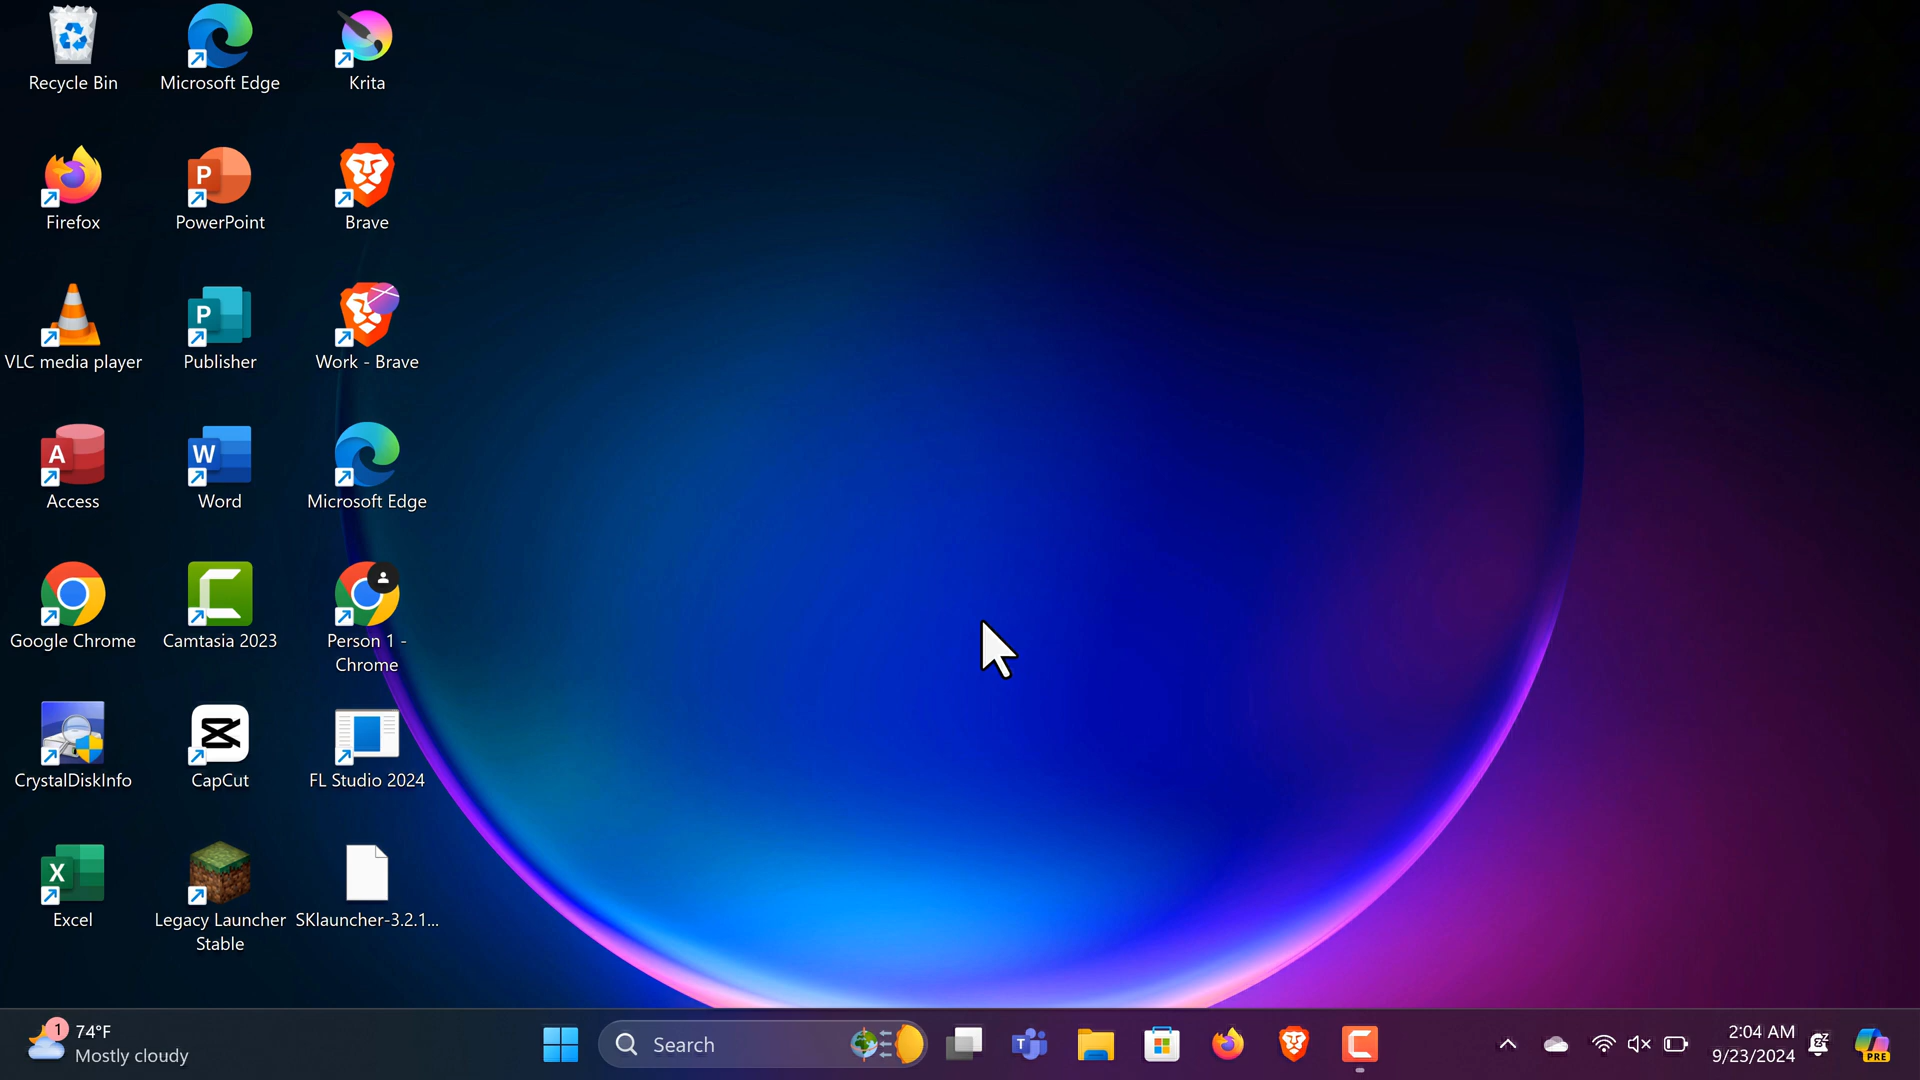 Recycle Bin
Microsoft Edge
Krita
Firefox
P
PowerPoint
Brave
VLC media player
P
Publisher
Work - Brave
A
Access
W
Word
Microsoft Edge
Google Chrome
Camtasia 2023
Person 1 -
Chrome
CrystalDiskInfo
CapCut
FL Studio 2024
X
Excel
Legacy Launcher
Stable
SKlauncher-3.2.1...
1
74°F
Mostly cloudy
Search
T
2:04 AM
9/23/2024
PRE